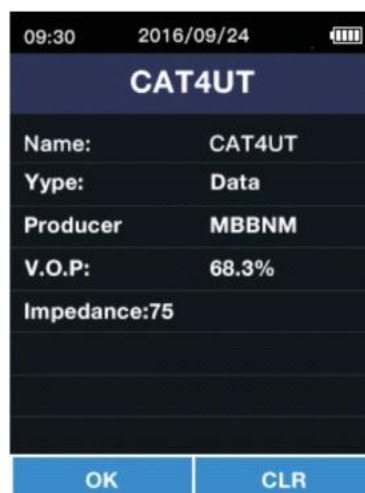 09:30 2016/09/24
CAT4UT
Name: CAT4UT
Yype: Data
Producer MBBNM
V.O.P: 68.3%
Impedance:75
OK CLR